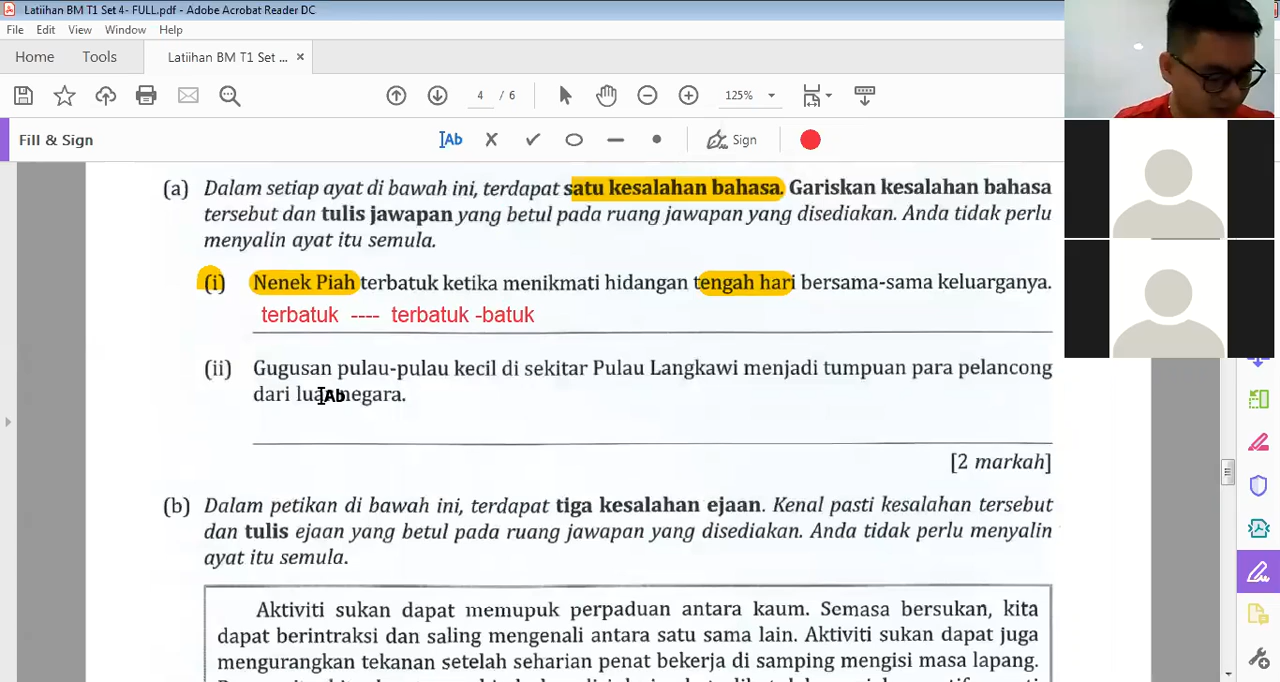 Latiihan BM T1 Set 4- FULL.pdf - Adobe Acrobat Reader DC
File Edit View Window Help
Home Tools Latiihan BM T1 Set ... ×
4 / 6 125%
Fill & Sign Ab Sign
(a) Dalam setiap ayat di bawah ini, terdapat satu kesalahan bahasa. Gariskan kesalahan bahasa
tersebut dan tulis jawapan yang betul pada ruang jawapan yang disediakan. Anda tidak perlu
menyalin ayat itu semula.
(i) Nenek Piah terbatuk ketika menikmati hidangan tengah hari bersama-sama keluarganya.
terbatuk ---- terbatuk -batuk
(ii) Gugusan pulau-pulau kecil di sekitar Pulau Langkawi menjadi tumpuan para pelancong
dari luar negara.
Ab
[2 markah]
(b) Dalam petikan di bawah ini, terdapat tiga kesalahan ejaan. Kenal pasti kesalahan tersebut
dan tulis ejaan yang betul pada ruang jawapan yang disediakan. Anda tidak perlu menyalin
ayat itu semula.
Aktiviti sukan dapat memupuk perpaduan antara kaum. Semasa bersukan, kita
dapat berintraksi dan saling mengenali antara satu sama lain. Aktiviti sukan dapat juga
mengurangkan tekanan setelah seharian penat bekerja di samping mengisi masa lapang.